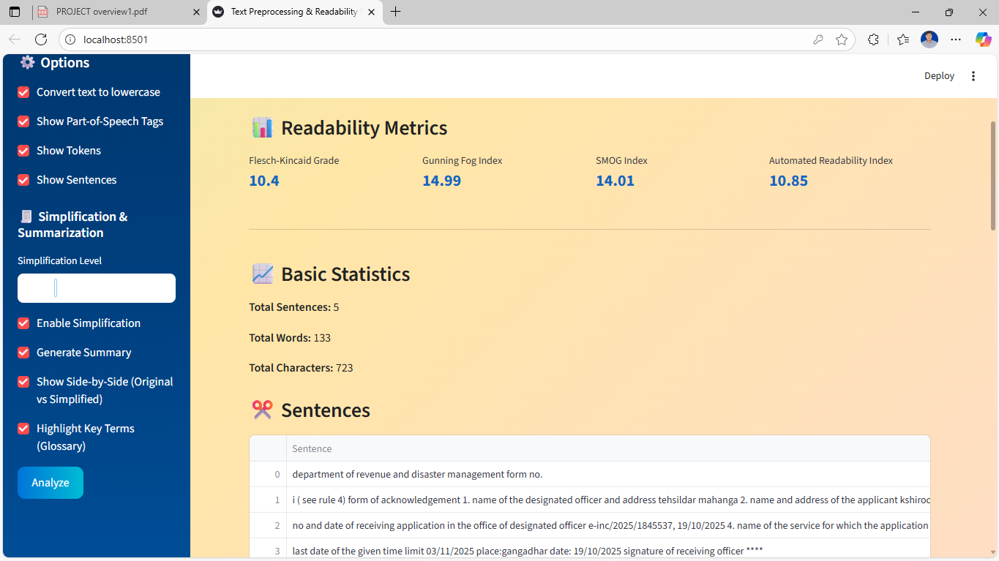 PROJECT overview1.pdf
Text Preprocessing & Readability
localhost:8501
Options
Convert text to lowercase
Show Part-of-Speech Tags
Show Tokens
Show Sentences
Simplification &
Summarization
Simplification Level
Enable Simplification
Generate Summary
Show Side-by-Side (Original
vs Simplified)
Highlight Key Terms
(Glossary)
Analyze
Deploy
Readability Metrics
Flesch-Kincaid Grade Gunning Fog Index SMOG Index Automated Readability Index
10.4 14.99 14.01 10.85
Basic Statistics
Total Sentences: 5
Total Words: 133
Total Characters: 723
Sentences
Sentence
0 department of revenue and disaster management form no.
1 i ( see rule 4) form of acknowledgement 1. name of the designated officer and address tehsildar mahanga 2. name and address of the applicant kshiroc
2 no and date of receiving application in the office of designated officer e-inc/2025/1845537, 19/10/2025 4. name of the service for which the application
3 last date of the given time limit 03/11/2025 place:gangadhar date: 19/10/2025 signature of receiving officer ****